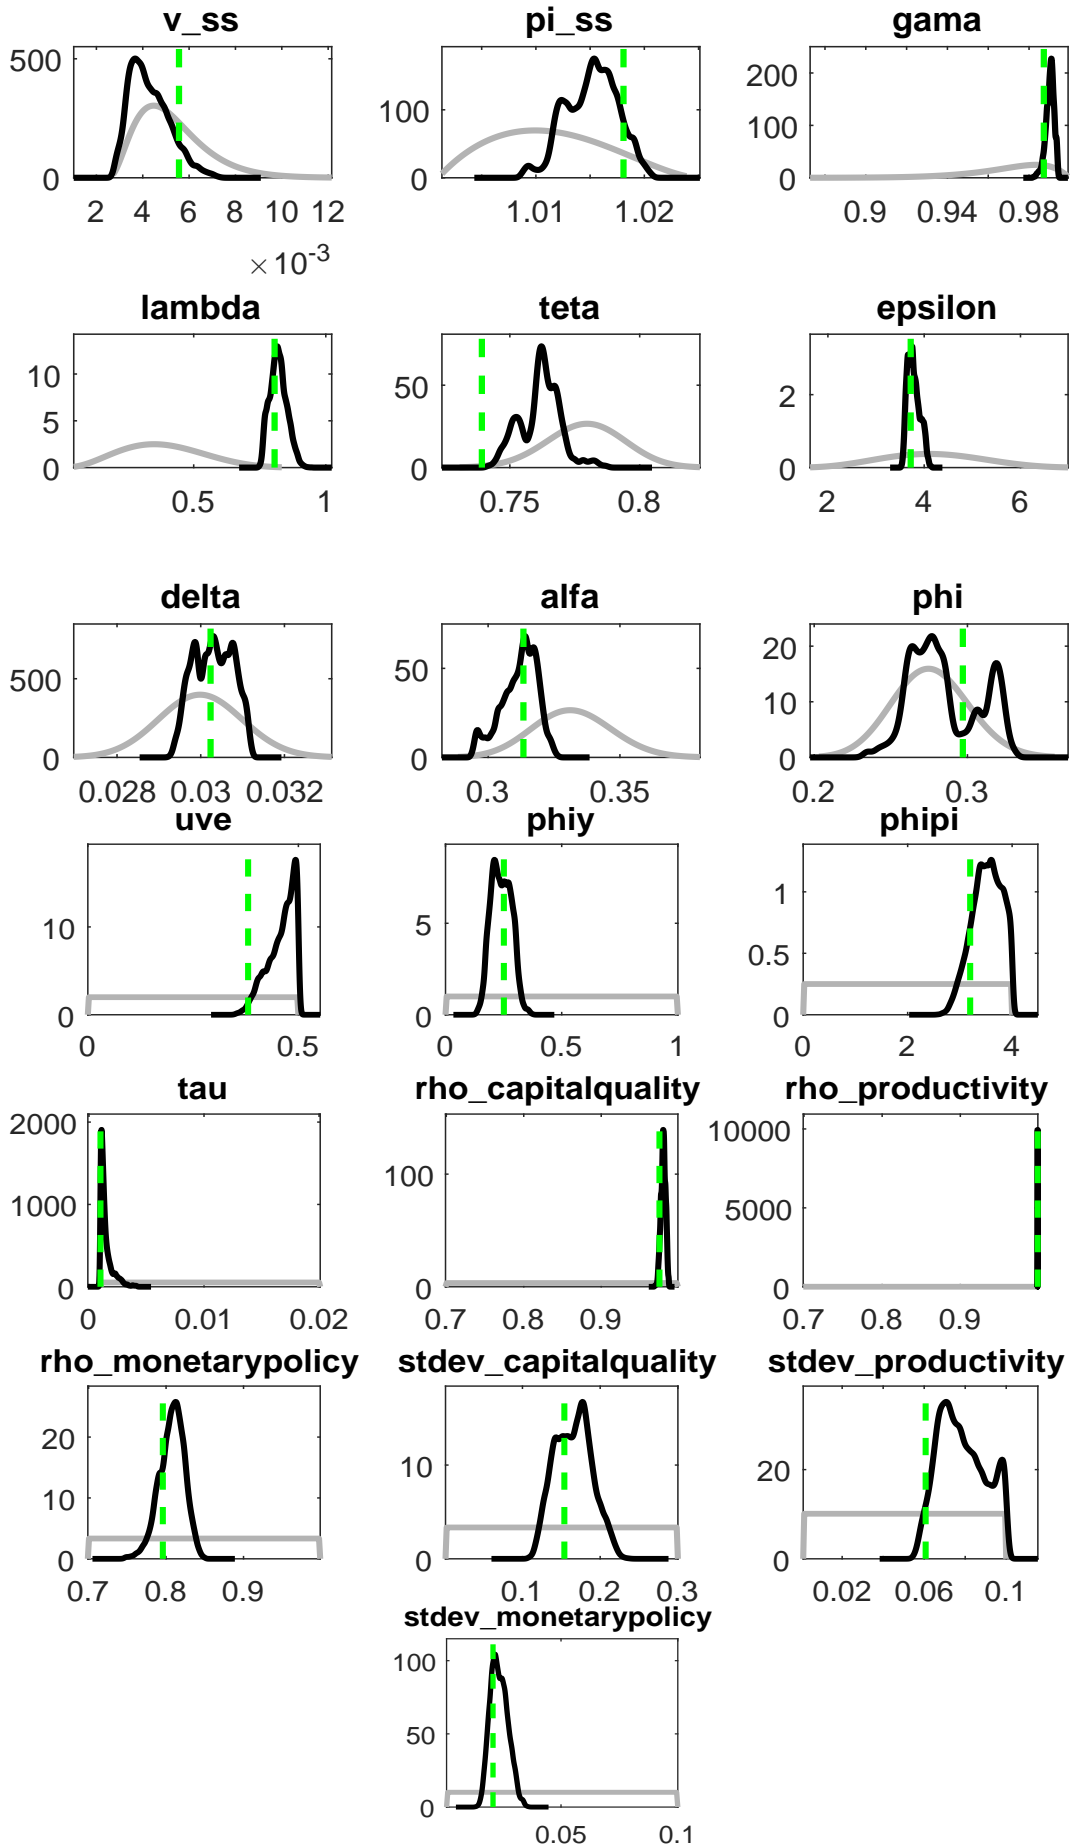 v_ss pi_ss gama
500
0
2 4 6 8 10 12
× 10-3
100
0
1.01 1.02
200
100
0
0.9 0.94 0.98
lambda teta epsilon
10
5
0
0.5 1
50
0
0.75 0.8
2
0
2 4 6
delta alfa phi
500
0
0.028 0.03 0.032
50
0
0.3 0.35
20
10
0
0.2 0.3
uve phiy phipi
10
0
0 0.5
5
0
0 0.5 1
1
0.5
0
0 2 4
tau rho_capitalquality rho_productivity
2000
1000
0
0 0.01 0.02
100
0
0.7 0.8 0.9
10000
5000
0
0.7 0.8 0.9
rho_monetarypolicy stdev_capitalquality stdev_productivity
20
10
0
0.7 0.8 0.9
10
0
0.1 0.2 0.3
20
0
0.02 0.06 0.1
stdev_monetarypolicy
100
50
0
0.05 0.1